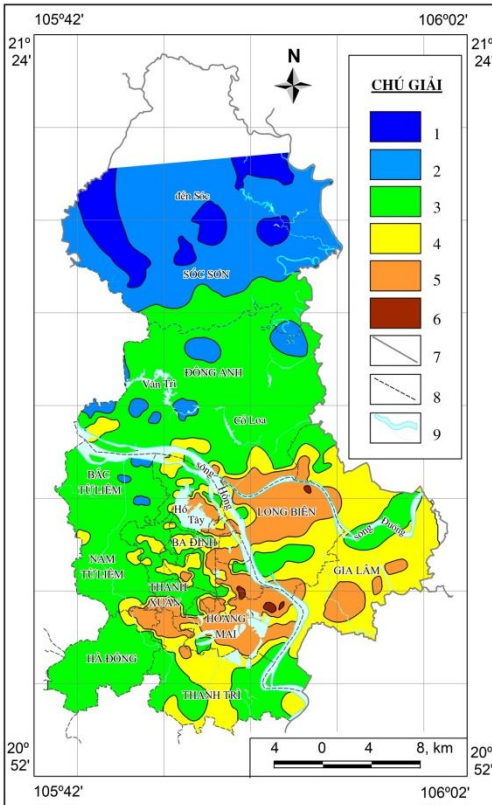 105º42'
106º02'
21º
24'
21º
24'
N
CHÚ GIẢI
1
2
3
4
5
6
7
8
9
đền Sóc
SÓC SƠN
Vân Trì
ĐÔNG ANH
Cổ Loa
BẮC
TỪ LIÊM
sông Hồng
Hồ
Tây
LONG BIÊN
sông Đuống
BA ĐÌNH
NAM
TỪ LIÊM
GIA LÂM
THANH
XUÂN
HOÀNG
MAI
HÀ ĐÔNG
THANH TRÌ
20º
52'
4 0 4 8, km
20º
52'
105º42'
106º02'